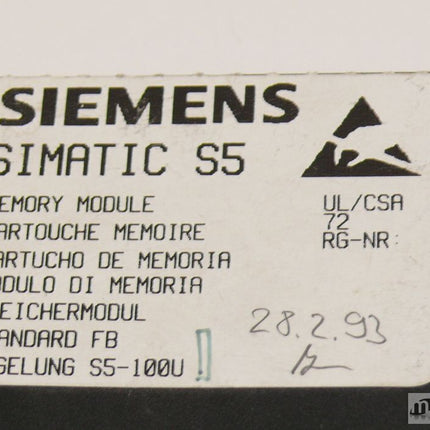 SIEMENS
SIMATIC S5
EMORY MODULE
ARTOUCHE MEMOIRE
ARTUCHO DE MEMORIA
ODULO DI MEMORIA
EICHERMODUL
ANDARD FB
GELUNG S5-100U
UL/CSA
72
RG-NR:
28.2.93